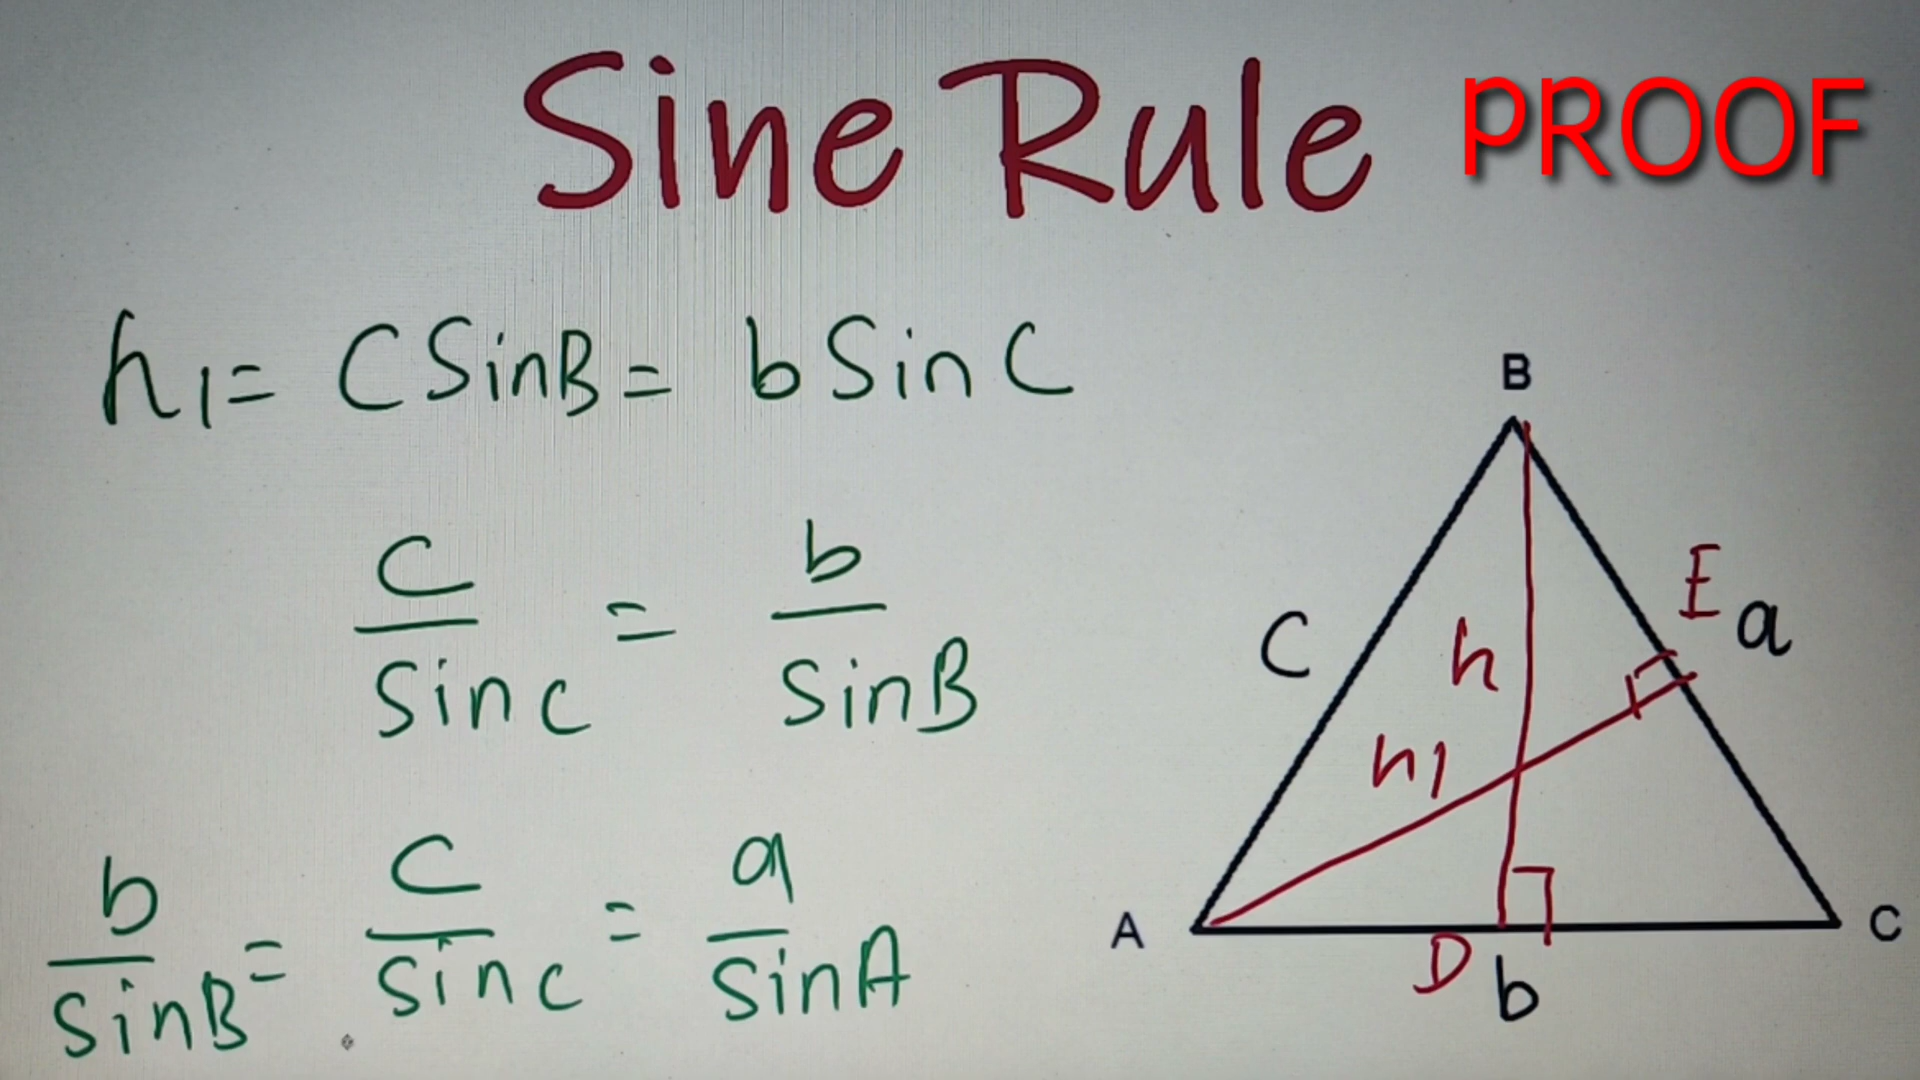 Sine Rule PROOF
h1 = C SinB = b Sin C
C/Sinc = b/SinB
b/SinB = C/Sinc = a/SinA
B
E
C
a
h
h1
A
C
D
b